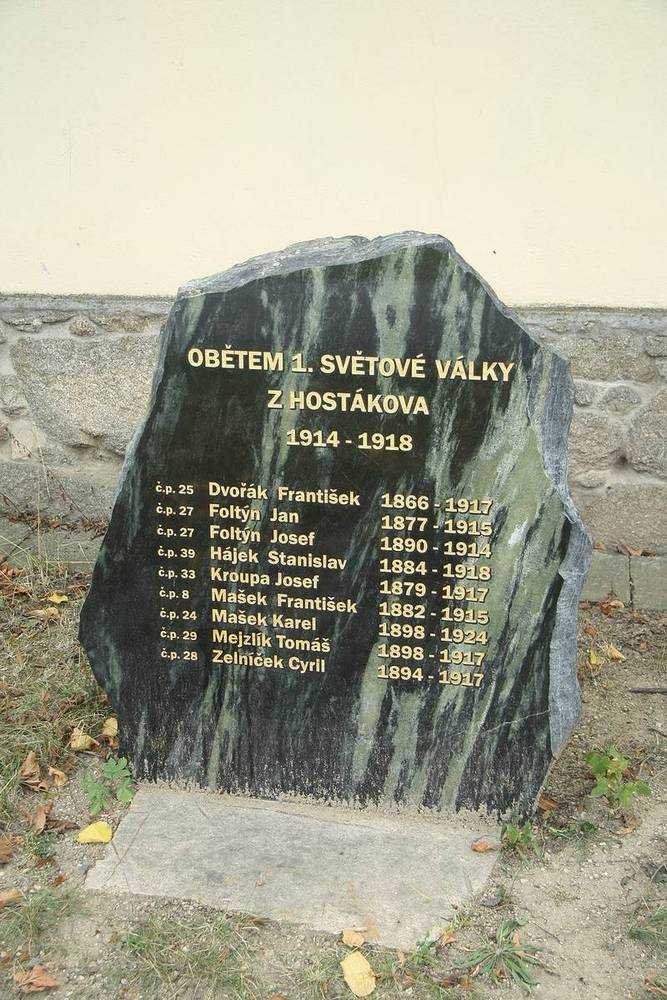 OBĚTEM 1. SVĚTOVÉ VÁLKY
Z HOSTÁKOVA
1914 - 1918
č.p. 25 Dvořák František 1866 - 1917
č.p. 27 Foltýn Jan 1877 - 1915
č.p. 27 Foltýn Josef 1890 - 1914
č.p. 39 Hájek Stanislav 1884 - 1918
č.p. 33 Kroupa Josef 1879 - 1917
č.p. 8 Mašek František 1882 - 1915
č.p. 24 Mašek Karel 1898 - 1924
č.p. 29 Mejzlík Tomáš 1898 - 1917
č.p. 28 Zelníček Cyril 1894 - 1917